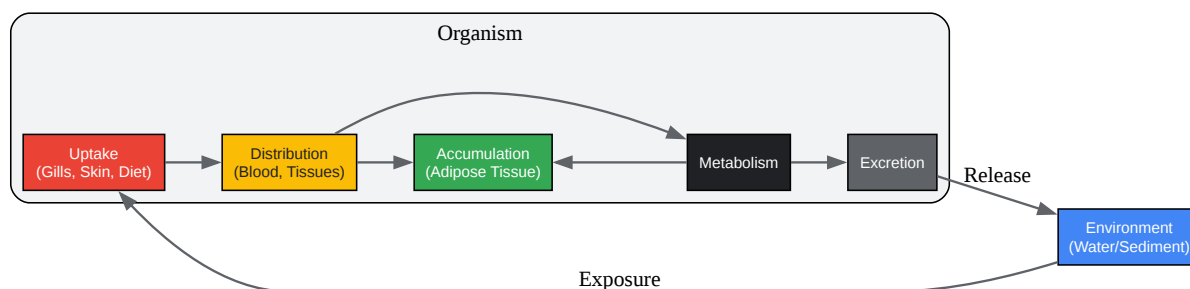 Organism
Uptake
(Gills, Skin, Diet)
Distribution
(Blood, Tissues)
Accumulation
(Adipose Tissue)
Metabolism
Excretion
Release
Environment
(Water/Sediment)
Exposure